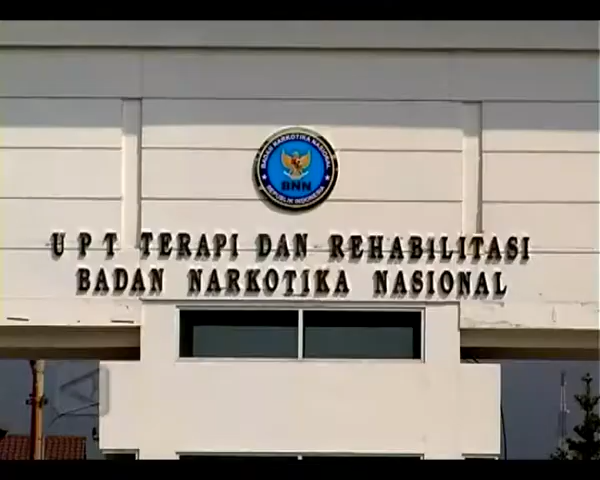 BADAN NARKOTIKA NASIONAL
BNN
REPUBLIK INDONESIA
UPT TERAPI DAN REHABILITASI
BADAN NARKOTIKA NASIONAL